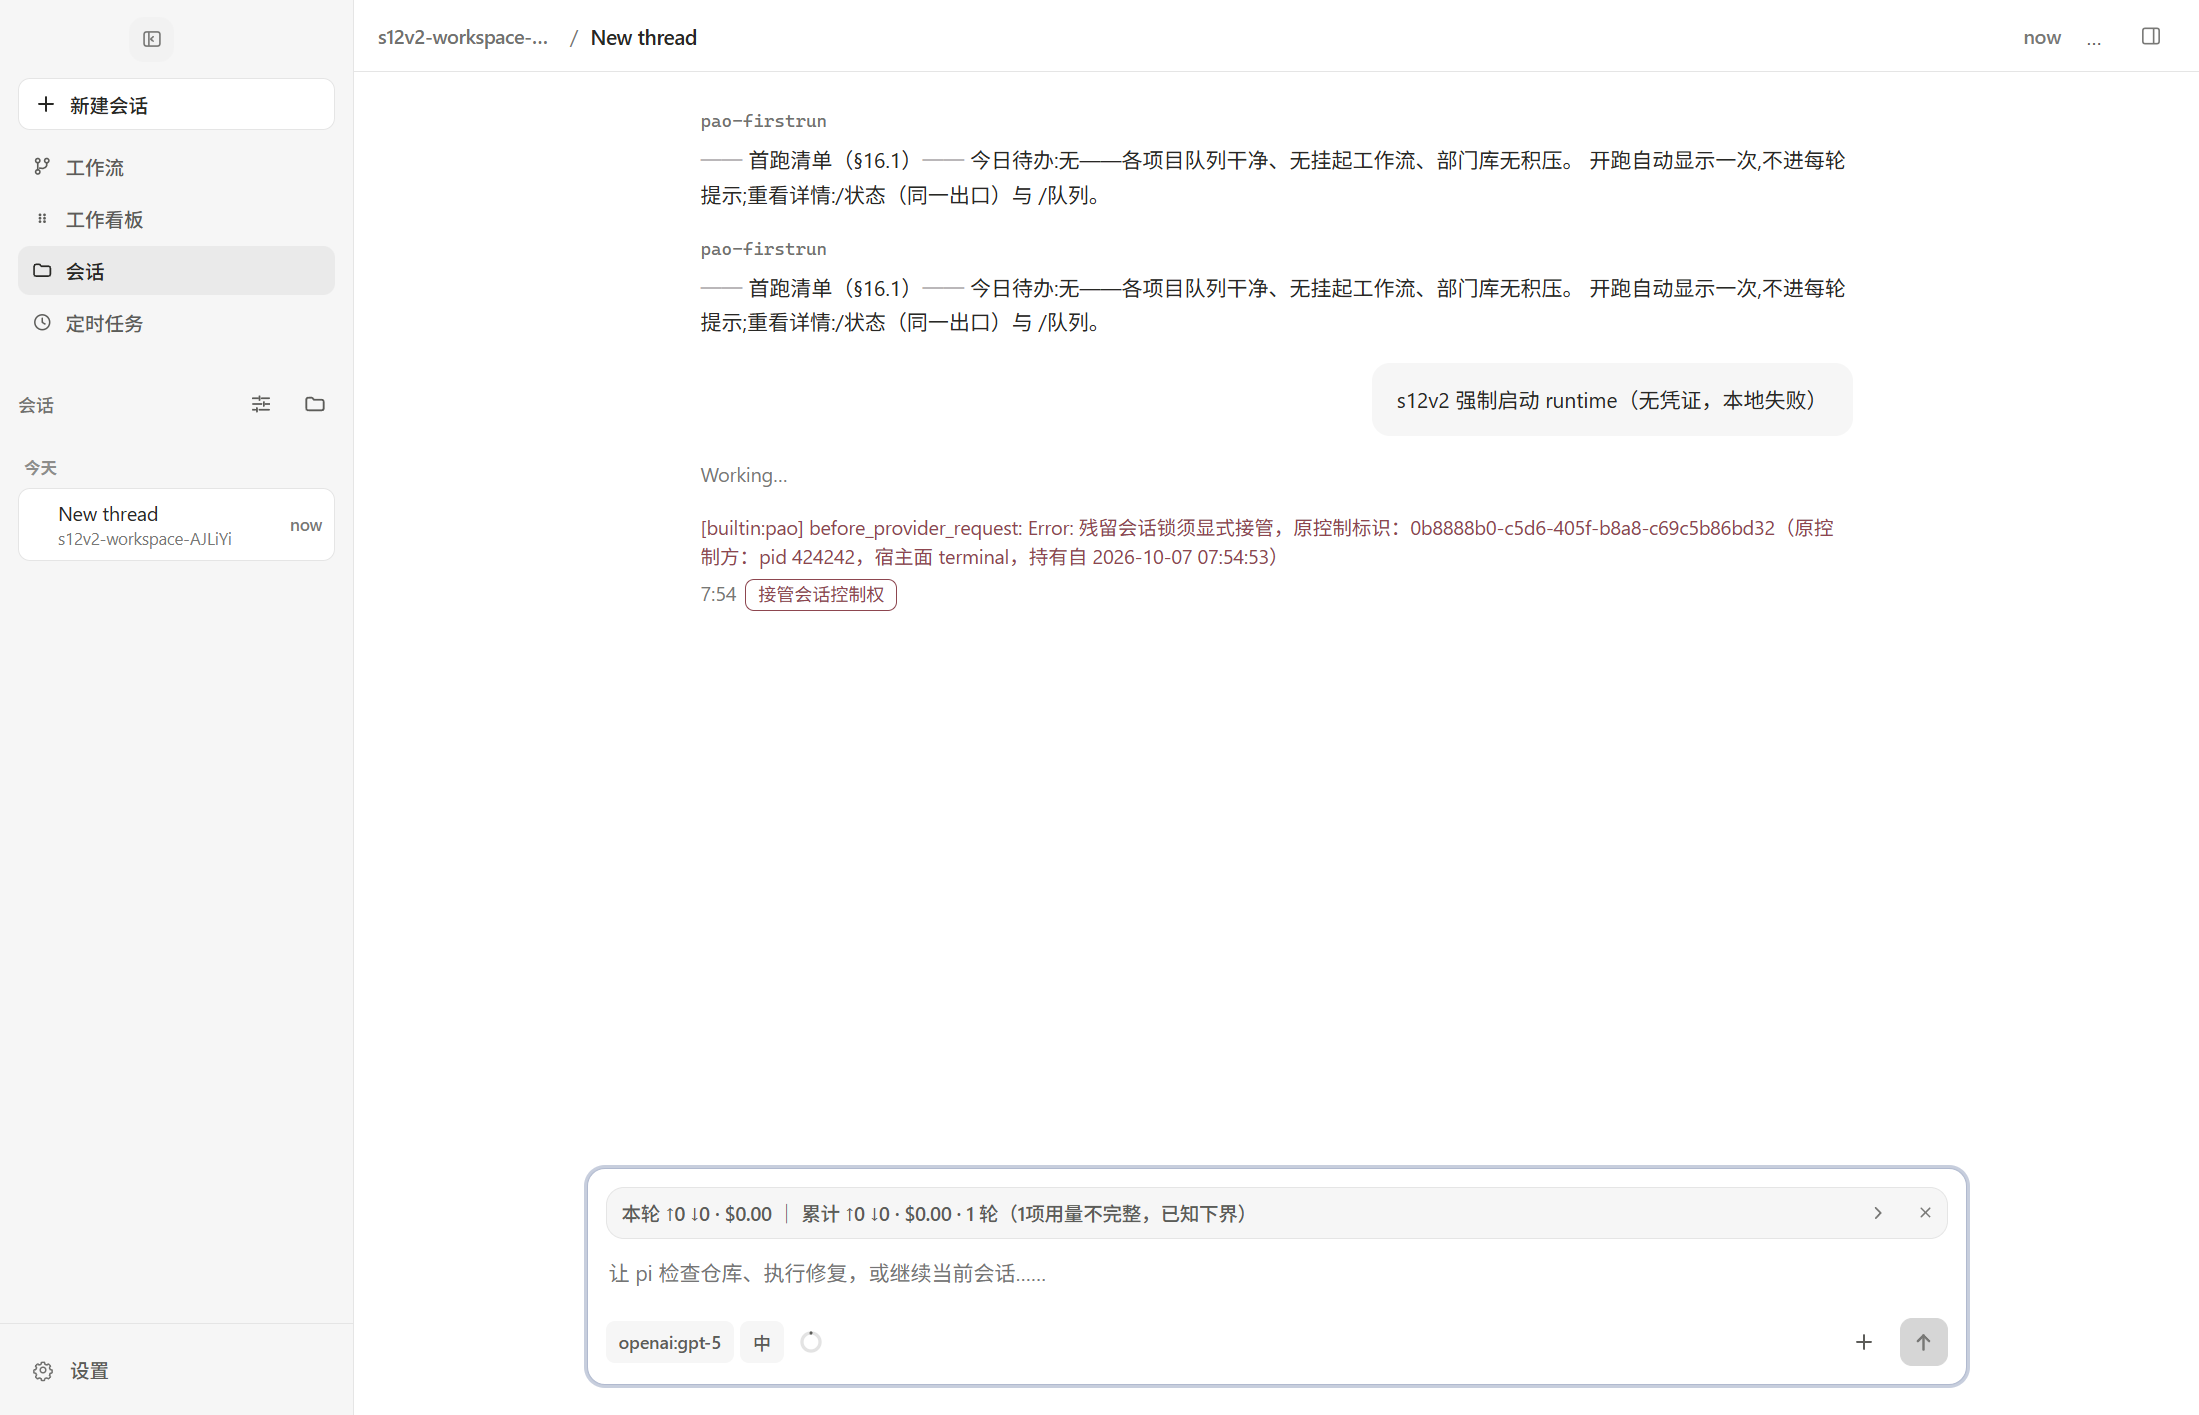 新建会话
工作流
工作看板
会话
定时任务
会话
今天
New thread
now
s12v2-workspace-AJLiYi
设置
s12v2-workspace-... / New thread
now ...
pao-firstrun
—— 首跑清单（§16.1）—— 今日待办:无——各项目队列干净、无挂起工作流、部门库无积压。 开跑自动显示一次,不进每轮
提示;重看详情:/状态（同一出口）与 /队列。
pao-firstrun
—— 首跑清单（§16.1）—— 今日待办:无——各项目队列干净、无挂起工作流、部门库无积压。 开跑自动显示一次,不进每轮
提示;重看详情:/状态（同一出口）与 /队列。
s12v2 强制启动 runtime（无凭证，本地失败）
Working...
[builtin:pao] before_provider_request: Error: 残留会话锁须显式接管，原控制标识：0b8888b0-c5d6-405f-b8a8-c69c5b86bd32（原控
制方：pid 424242，宿主面 terminal，持有自 2026-10-07 07:54:53）
7:54 接管会话控制权
本轮 ↑0 ↓0 · $0.00 ｜ 累计 ↑0 ↓0 · $0.00 · 1 轮（1项用量不完整，已知下界）
让 pi 检查仓库、执行修复，或继续当前会话……
openai:gpt-5 中